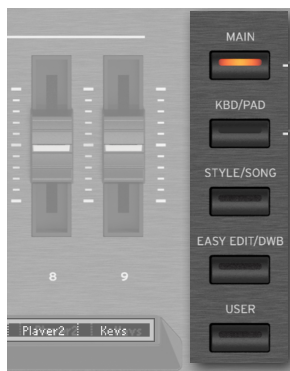 MAIN
KBD/PAD
STYLE/SONG
EASY EDIT/DWB
USER
8 9
Player2 Keys